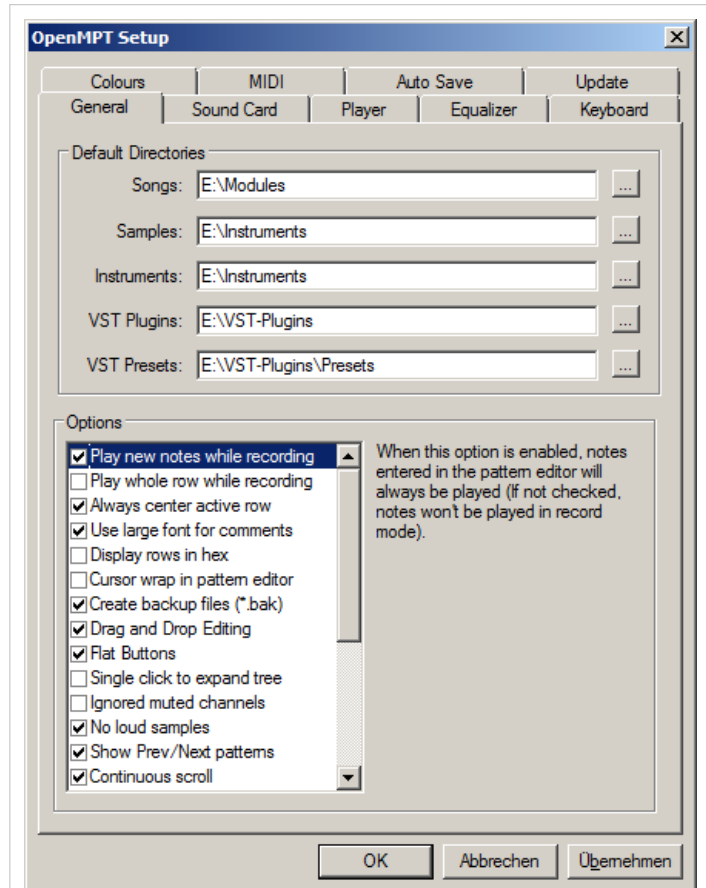 OpenMPT Setup
Colours MIDI Auto Save Update
General Sound Card Player Equalizer Keyboard
Default Directories
Songs: E:\Modules ...
Samples: E:\Instruments ...
Instruments: E:\Instruments ...
VST Plugins: E:\VST-Plugins ...
VST Presets: E:\VST-Plugins\Presets ...
Options
Play new notes while recording
Play whole row while recording
Always center active row
Use large font for comments
Display rows in hex
Cursor wrap in pattern editor
Create backup files (*.bak)
Drag and Drop Editing
Flat Buttons
Single click to expand tree
Ignored muted channels
No loud samples
Show Prev/Next patterns
Continuous scroll
When this option is enabled, notes
entered in the pattern editor will
always be played (If not checked,
notes won't be played in record
mode).
OK Abbrechen Übernehmen